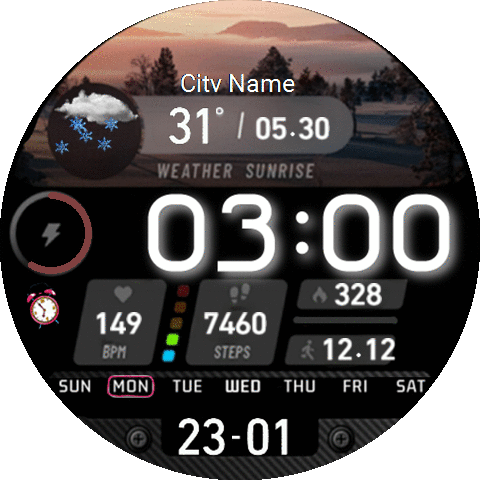 City Name
31° / 05.30
WEATHER SUNRISE
03:00
328
149
7460
BPM
STEPS
12.12
SUN MON TUE WED THU FRI SAT
23-01